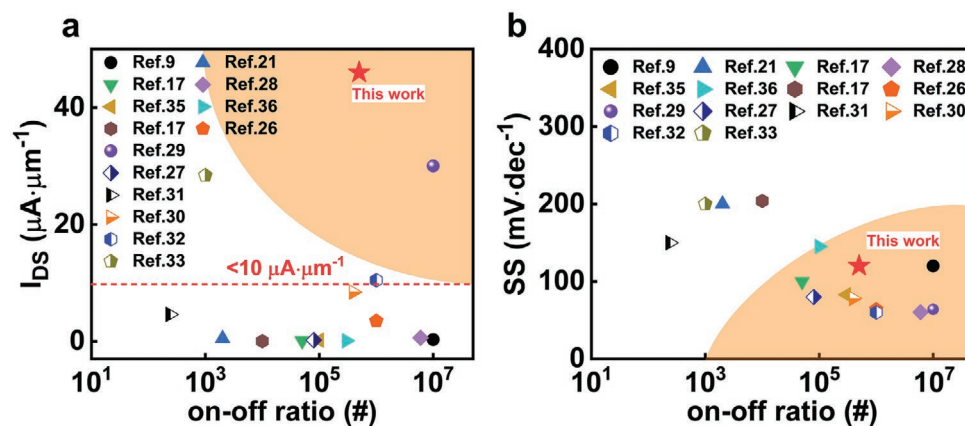 a
I_DS (μA·μm⁻¹)
40
20
0
Ref.9
Ref.17
Ref.35
Ref.17
Ref.29
Ref.27
Ref.31
Ref.30
Ref.32
Ref.33
Ref.21
Ref.28
Ref.36
Ref.26
This work
<10 μA·μm⁻¹
10¹ 10³ 10⁵ 10⁷
on-off ratio (#)
b
SS (mV·dec⁻¹)
400
300
200
100
0
Ref.9 Ref.21 Ref.17 Ref.28
Ref.35 Ref.36 Ref.17 Ref.26
Ref.29 Ref.27 Ref.31 Ref.30
Ref.32 Ref.33
This work
10¹ 10³ 10⁵ 10⁷
on-off ratio (#)